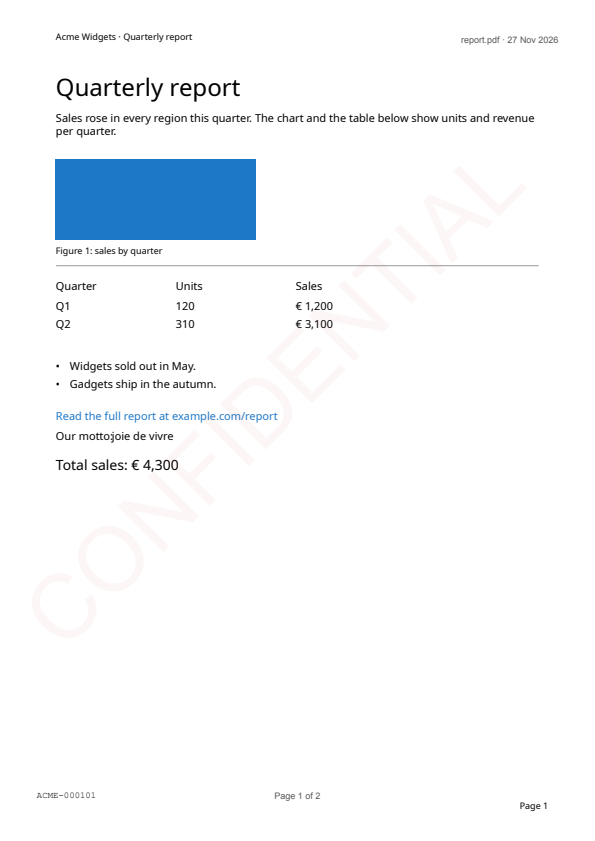 Acme Widgets · Quarterly report
report.pdf · 27 Nov 2026
Quarterly report
Sales rose in every region this quarter. The chart and the table below show units and revenue
per quarter.
Figure 1: sales by quarter
Quarter Units Sales
Q1 120 € 1,200
Q2 310 € 3,100
• Widgets sold out in May.
• Gadgets ship in the autumn.
Read the full report at example.com/report
Our motto:joie de vivre
Total sales: € 4,300
CONFIDENTIAL
ACME-000101
Page 1 of 2
Page 1